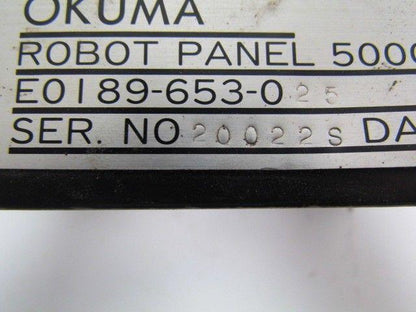 OKUMA
ROBOT PANEL 5000
E0189-653-025
SER. NO 20022S DA